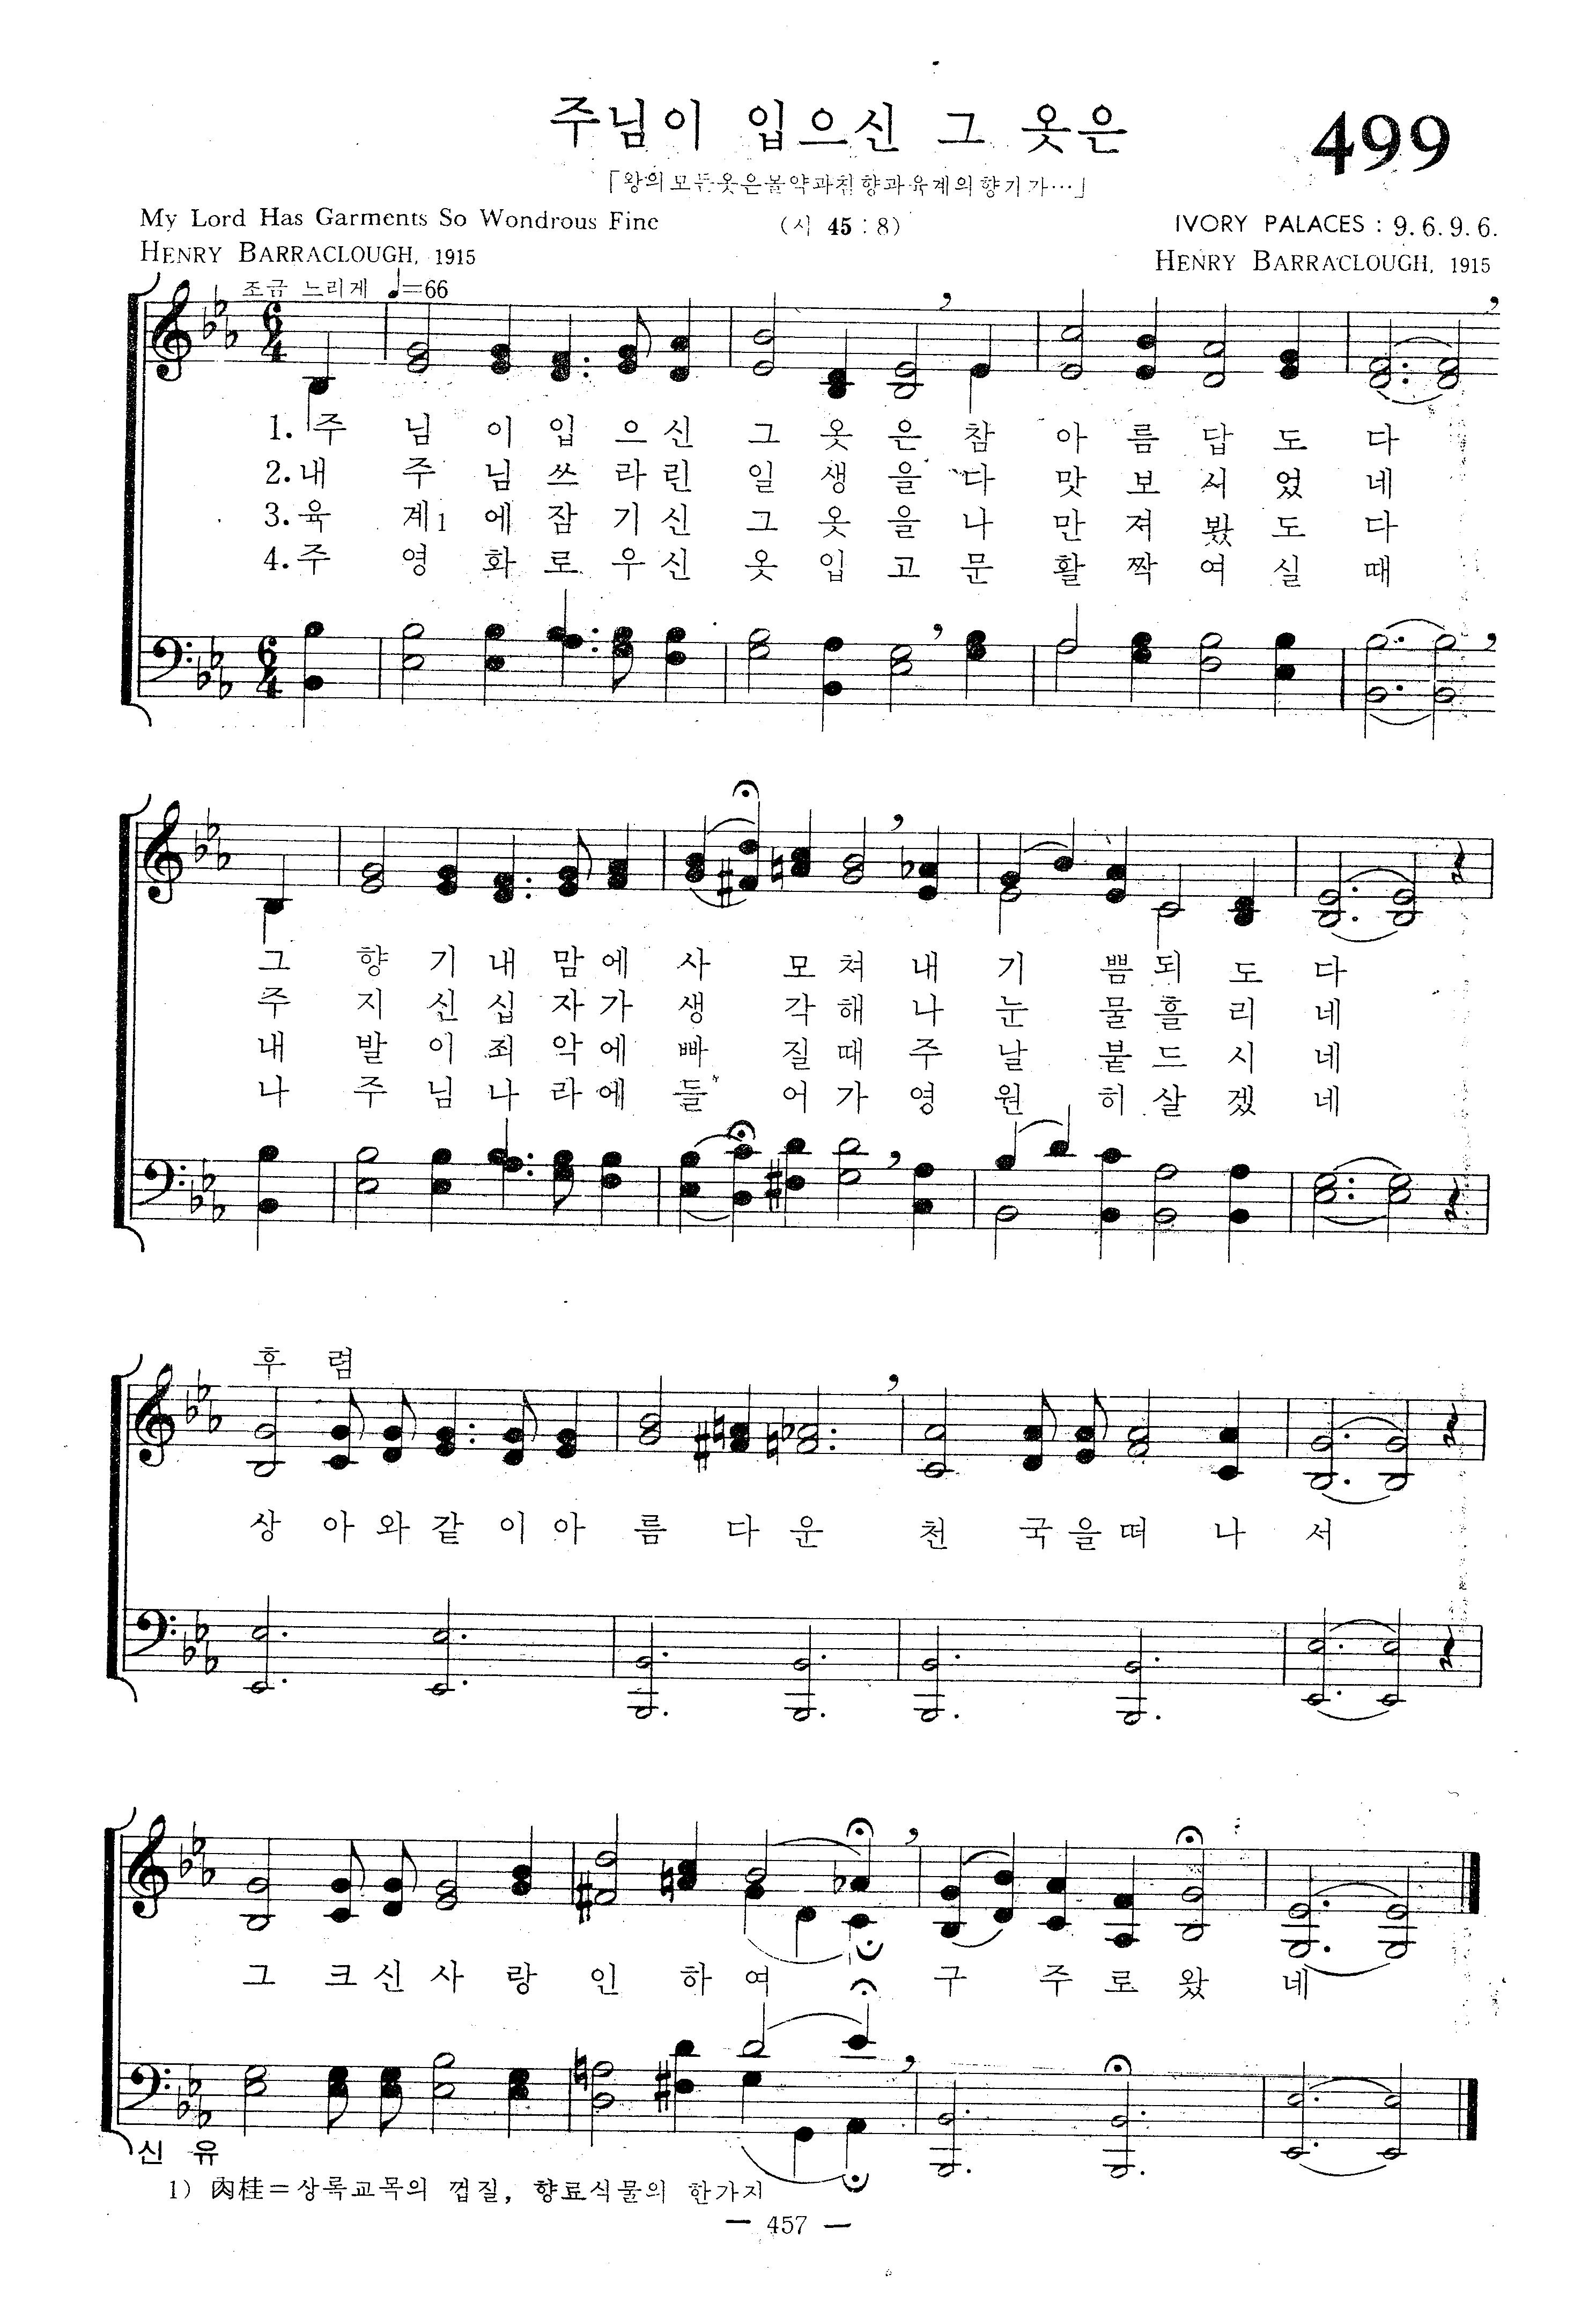 주님이 입으신 그 옷은
499
「왕의 모든 옷은 몰약과 침향과 육계의 향기가…」
My Lord Has Garments So Wondrous Fine
(시 45 : 8)
IVORY PALACES : 9. 6. 9. 6.
HENRY BARRACLOUGH, 1915
HENRY BARRACLOUGH, 1915
조금 느리게 ♩=66
6 4
1. 주 님 이 입 으 신 그 옷 은 참 아 름 답 도 다
2. 내 주 님 쓰 라 린 일 생 을 다 맛 보 셔 었 네
3. 육 계1 에 잠 기 신 그 옷 을 나 만 져 봤 도 다
4. 주 영 화 로 우 신 옷 입 고 문 활 짝 여 실 때
6 4
그 향 기 내 맘 에 사 모 쳐 내 기 쁨 되 도 다
주 지 신 십 자 가 생 각 해 나 눈 물 흘 리 네
내 발 이 죄 악 에 빠 질 때 주 날 붙 드 시 네
나 주 님 나 라 에 들 어 가 영 원 히 살 겠 네
후 렴
상 아 와 같 이 아 름 다 운 천 국 을 떠 나 서
그 크 신 사 랑 인 하 여 구 주 로 왔 네
신 유
1) 肉桂=상록교목의 껍질, 향료식물의 한가지
— 457 —